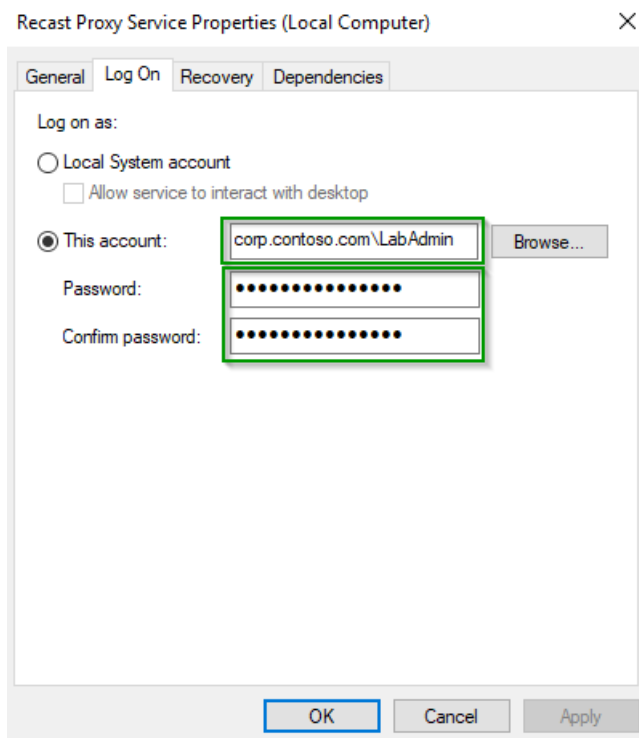 Recast Proxy Service Properties (Local Computer)
General Log On Recovery Dependencies
Log on as:
Local System account
Allow service to interact with desktop
This account: corp.contoso.com\LabAdmin Browse...
Password: •••••••••••••••
Confirm password: •••••••••••••••
OK Cancel Apply